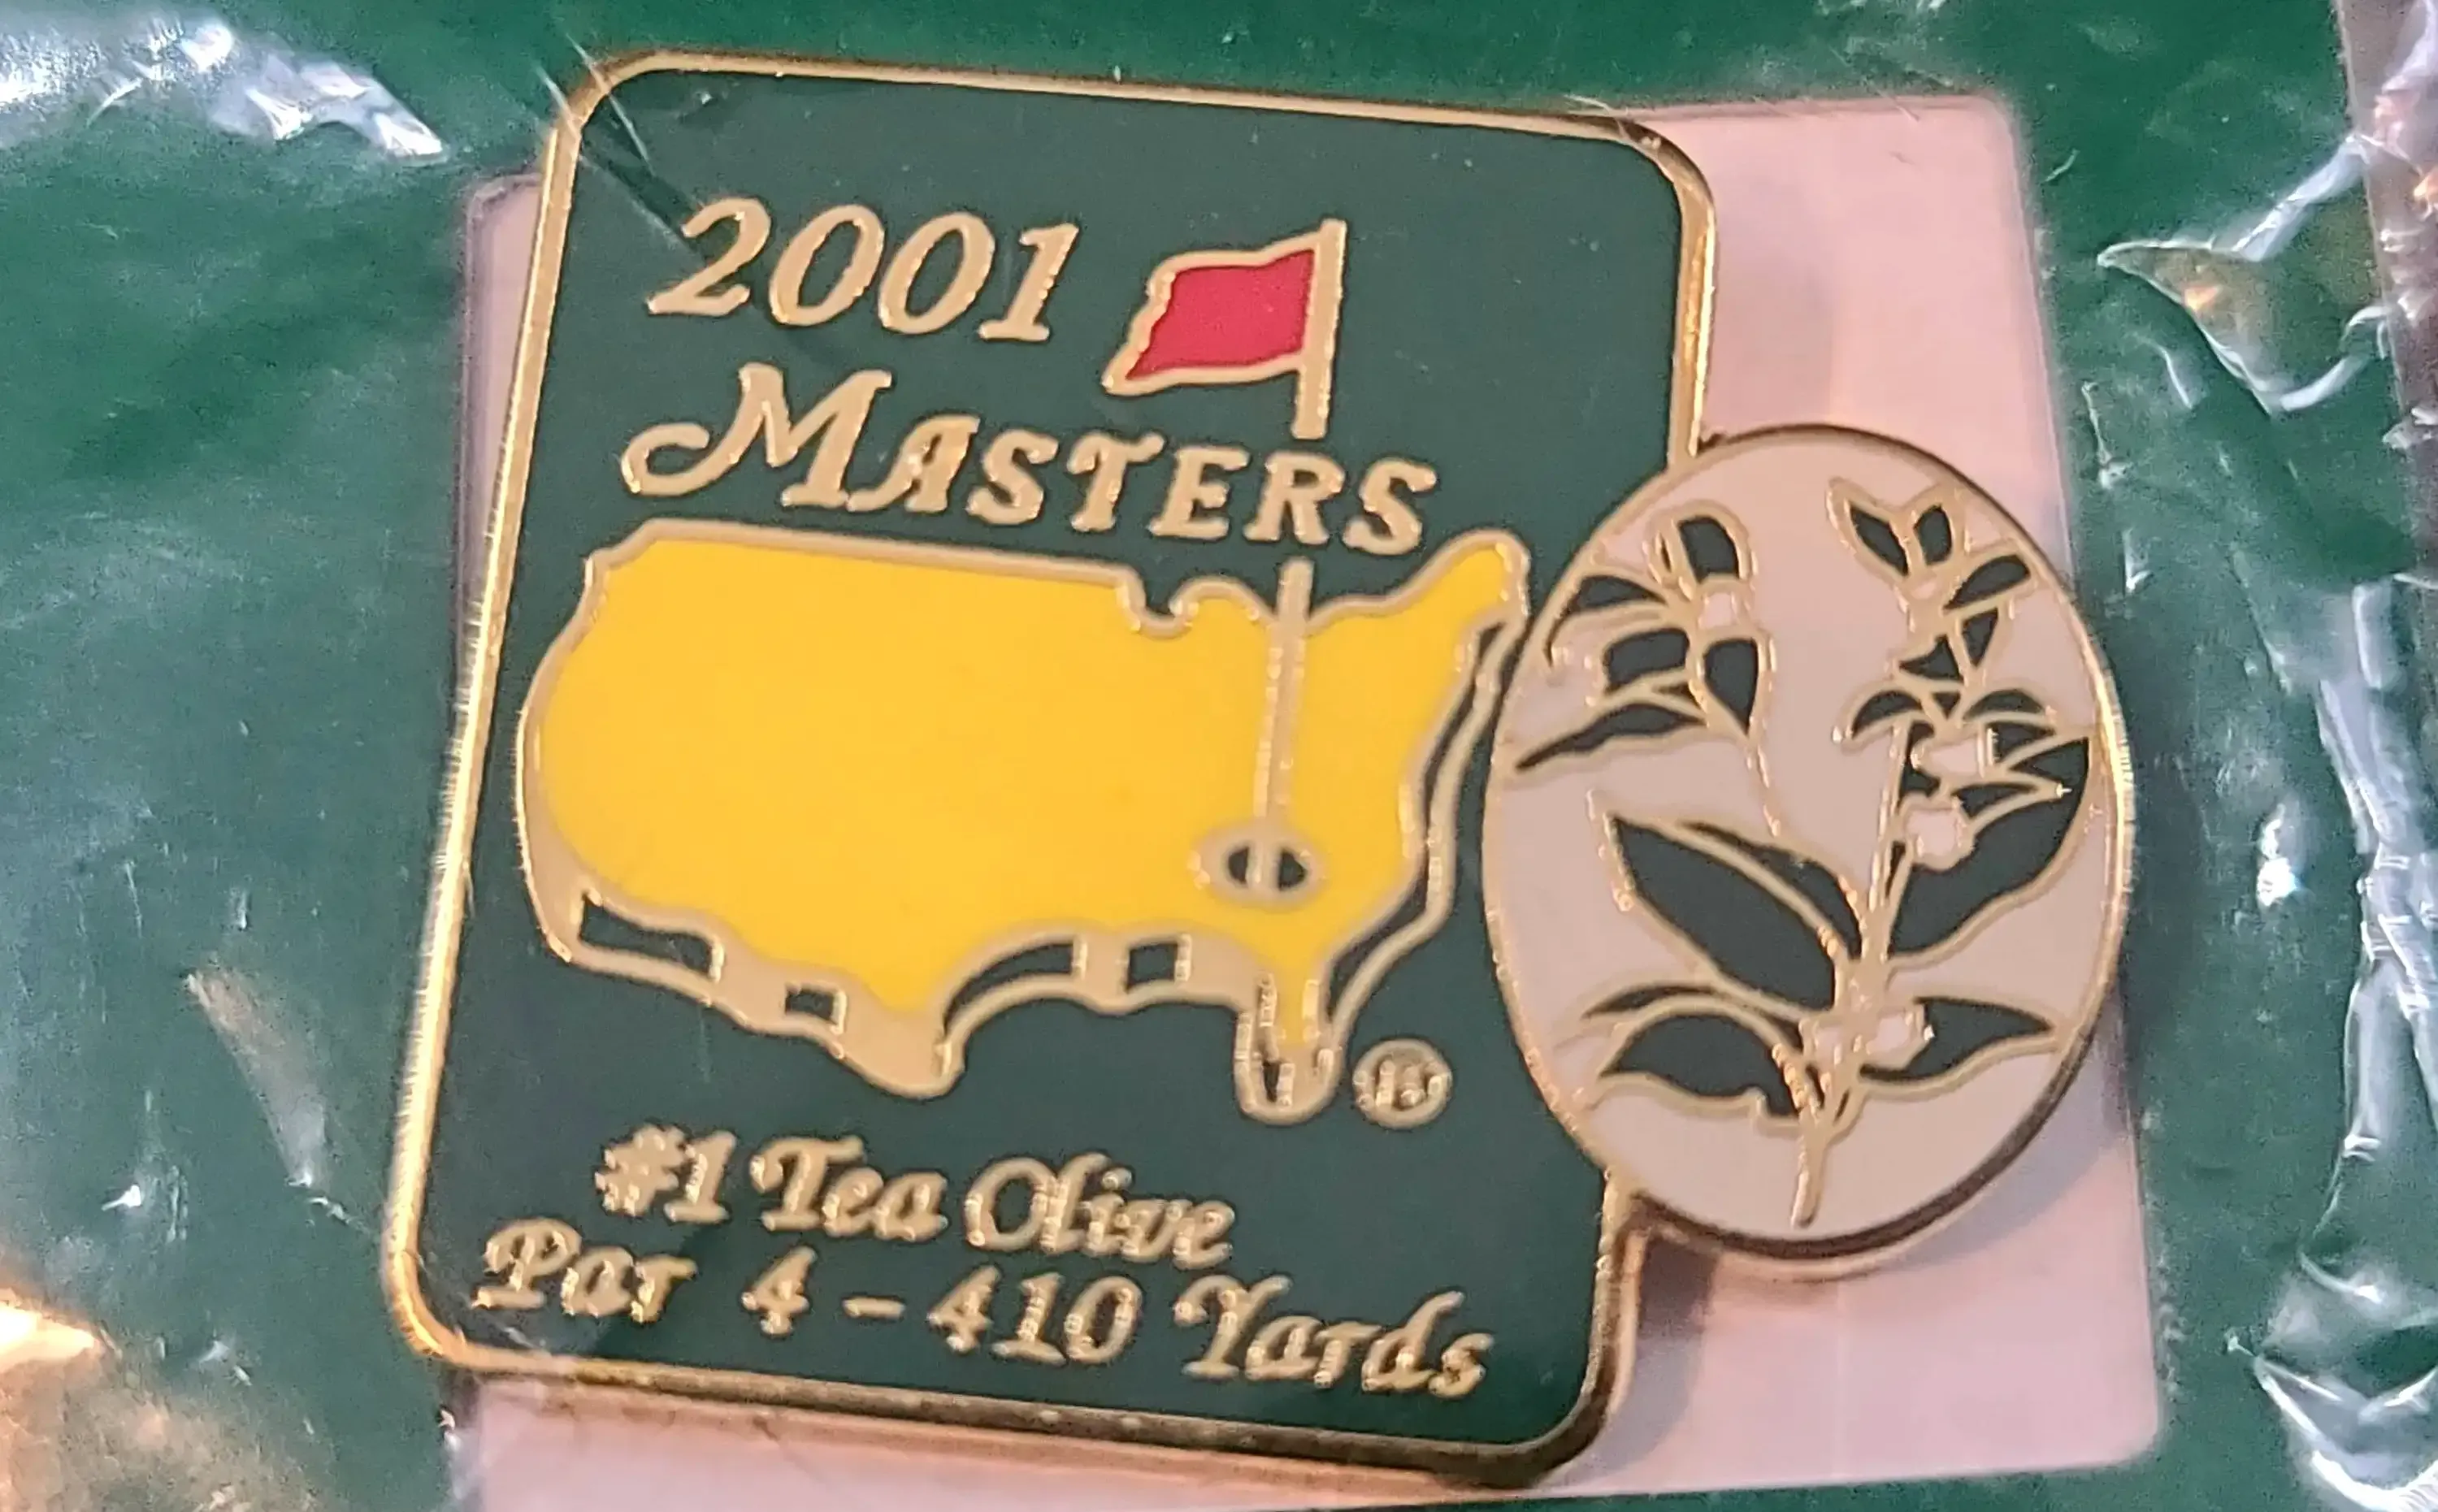 2001
MASTERS
®
#1 Tea Olive
Par 4 - 410 Yards